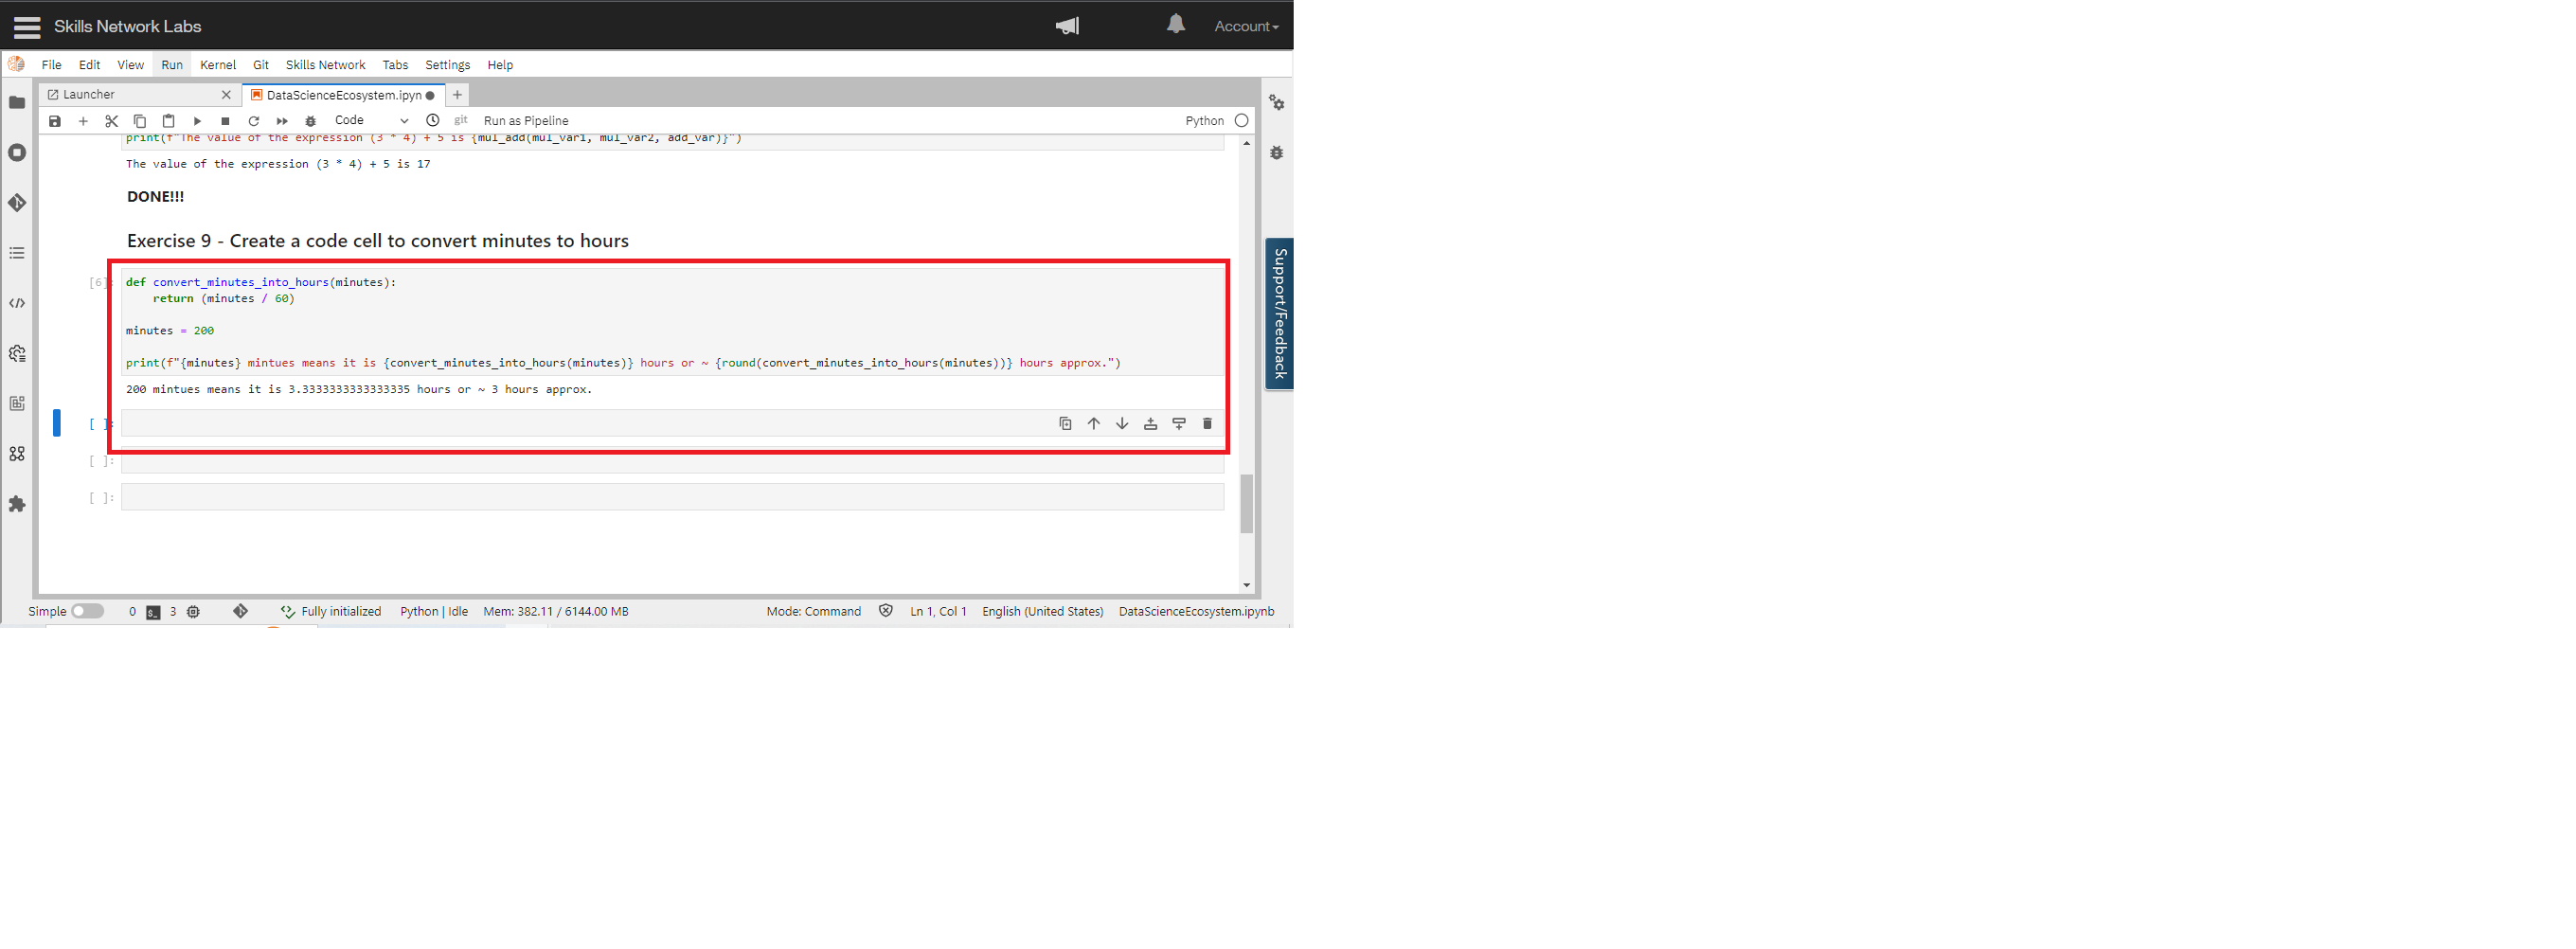 Skills Network Labs
Account
File Edit View Run Kernel Git Skills Network Tabs Settings Help
Launcher
DataScienceEcosystem.ipyn
Code
git
Run as Pipeline
Python
print(f"The value of the expression (3 * 4) + 5 is {mul_add(mul_var1, mul_var2, add_var)}")
The value of the expression (3 * 4) + 5 is 17
DONE!!!
Exercise 9 - Create a code cell to convert minutes to hours
[6]:
def convert_minutes_into_hours(minutes):
    return (minutes / 60)
minutes = 200
print(f"{minutes} mintues means it is {convert_minutes_into_hours(minutes)} hours or ~ {round(convert_minutes_into_hours(minutes))} hours approx.")
200 mintues means it is 3.3333333333333335 hours or ~ 3 hours approx.
[ ]:
[ ]:
[ ]:
Support/Feedback
Simple 0 3 Fully initialized Python | Idle Mem: 382.11 / 6144.00 MB Mode: Command Ln 1, Col 1 English (United States) DataScienceEcosystem.ipynb